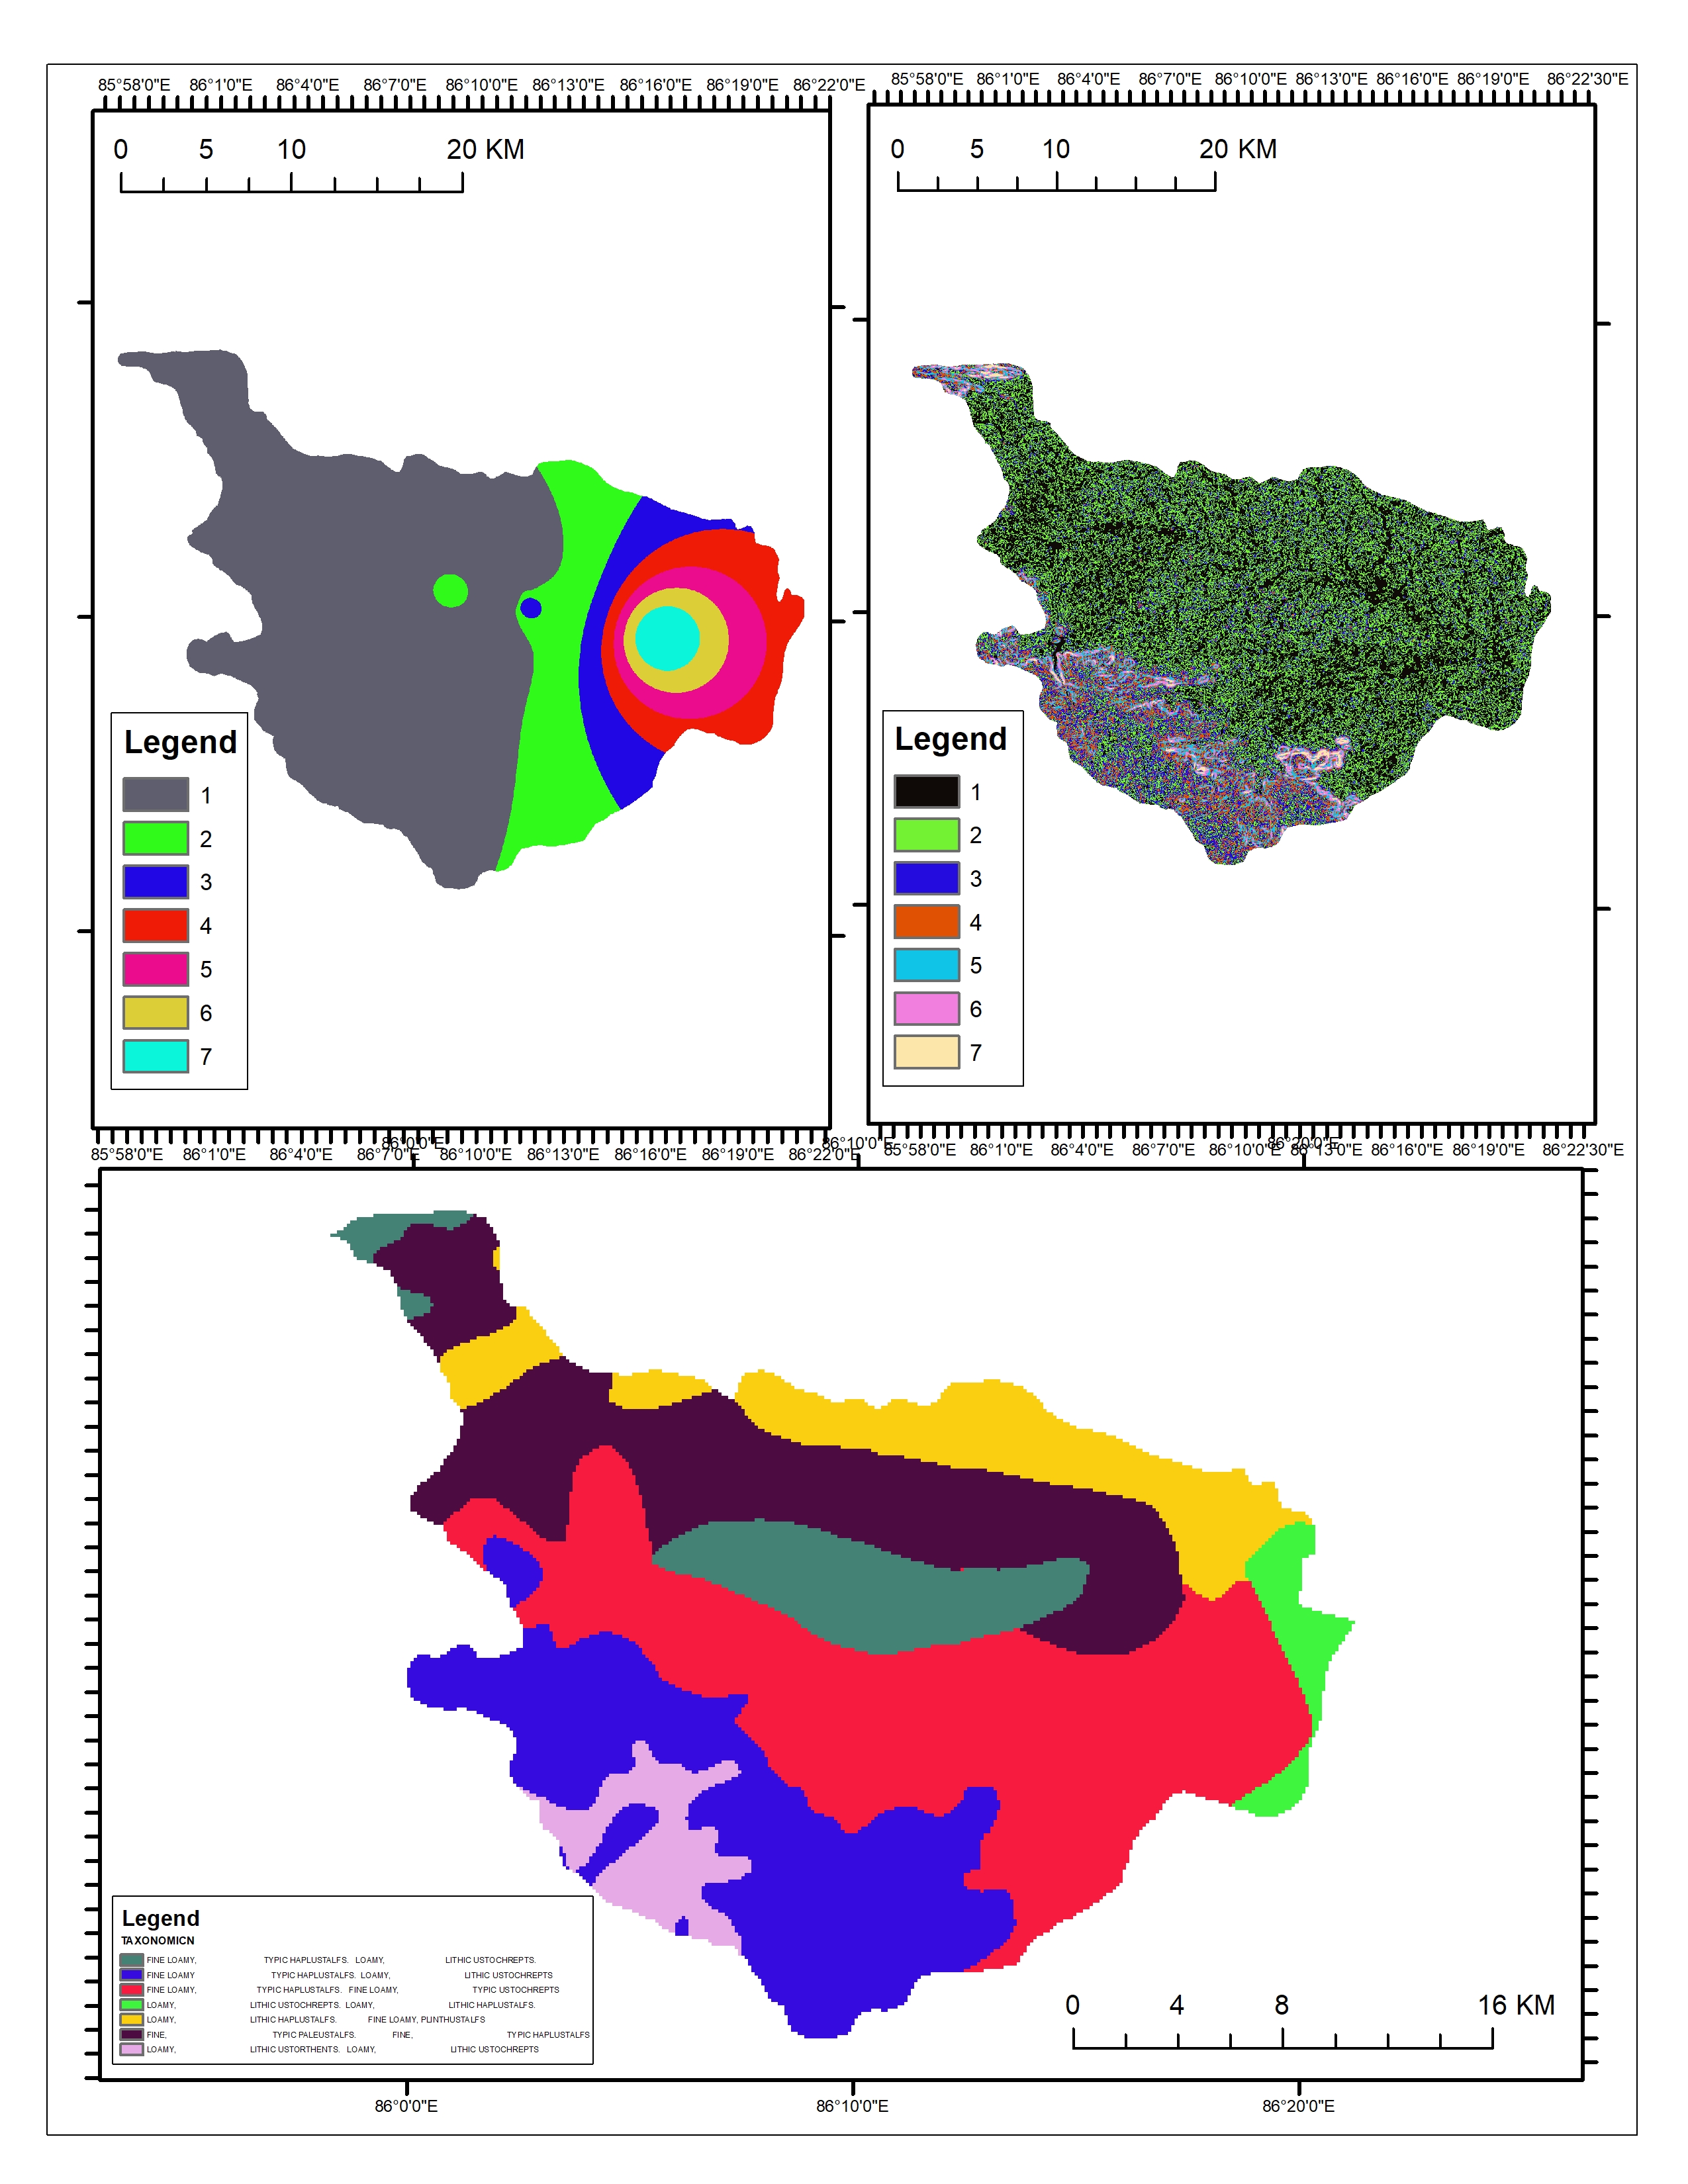 85°58'0"E 86°1'0"E 86°4'0"E 86°7'0"E 86°10'0"E 86°13'0"E 86°16'0"E 86°19'0"E 86°22'0"E
0 5 10 20 KM
Legend
1
2
3
4
5
6
7
85°58'0"E 86°1'0"E 86°4'0"E 86°7'0"E 86°10'0"E 86°13'0"E 86°16'0"E 86°19'0"E 86°22'0"E
85°58'0"E 86°1'0"E 86°4'0"E 86°7'0"E 86°10'0"E 86°13'0"E 86°16'0"E 86°19'0"E 86°22'30"E
0 5 10 20 KM
Legend
1
2
3
4
5
6
7
85°58'0"E 86°1'0"E 86°4'0"E 86°7'0"E 86°10'0"E 86°13'0"E 86°16'0"E 86°19'0"E 86°22'30"E
86°0'0"E 86°10'0"E 86°20'0"E
Legend
TAXONOMICN
FINE LOAMY, TYPIC HAPLUSTALFS. LOAMY, LITHIC USTOCHREPTS.
FINE LOAMY TYPIC HAPLUSTALFS. LOAMY, LITHIC USTOCHREPTS
FINE LOAMY, TYPIC HAPLUSTALFS. FINE LOAMY, TYPIC USTOCHREPTS
LOAMY, LITHIC USTOCHREPTS. LOAMY, LITHIC HAPLUSTALFS.
LOAMY, LITHIC HAPLUSTALFS. FINE LOAMY, PLINTHUSTALFS
FINE, TYPIC PALEUSTALFS. FINE, TYPIC HAPLUSTALFS
LOAMY, LITHIC USTORTHENTS. LOAMY, LITHIC USTOCHREPTS
0 4 8 16 KM
86°0'0"E 86°10'0"E 86°20'0"E